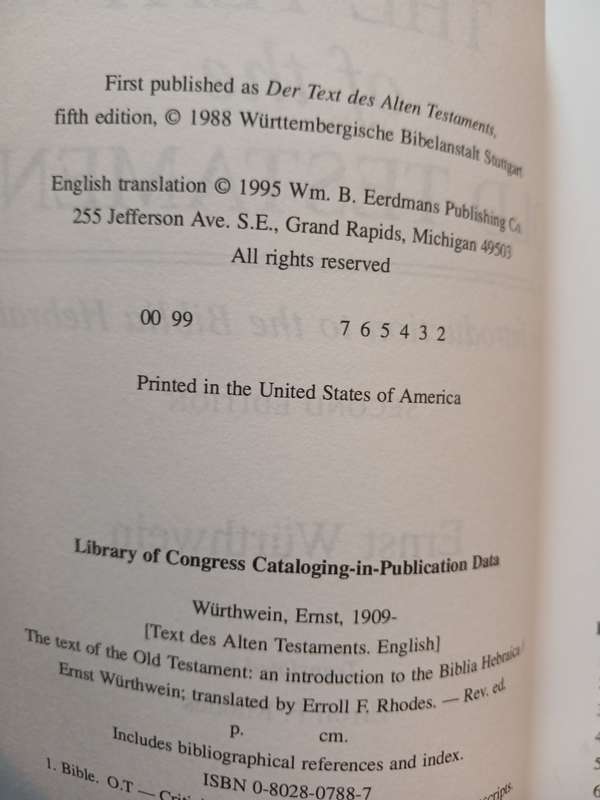 First published as Der Text des Alten Testaments,
fifth edition, © 1988 Württembergische Bibelanstalt Stuttgart
English translation © 1995 Wm. B. Eerdmans Publishing Co.
255 Jefferson Ave. S.E., Grand Rapids, Michigan 49503
All rights reserved
00 99 7 6 5 4 3 2
Printed in the United States of America
Library of Congress Cataloging-in-Publication Data
Würthwein, Ernst, 1909-
[Text des Alten Testaments. English]
The text of the Old Testament: an introduction to the Biblia Hebraica /
Ernst Würthwein; translated by Erroll F. Rhodes. — Rev. ed.
p. cm.
Includes bibliographical references and index.
ISBN 0-8028-0788-7
1. Bible. O.T —